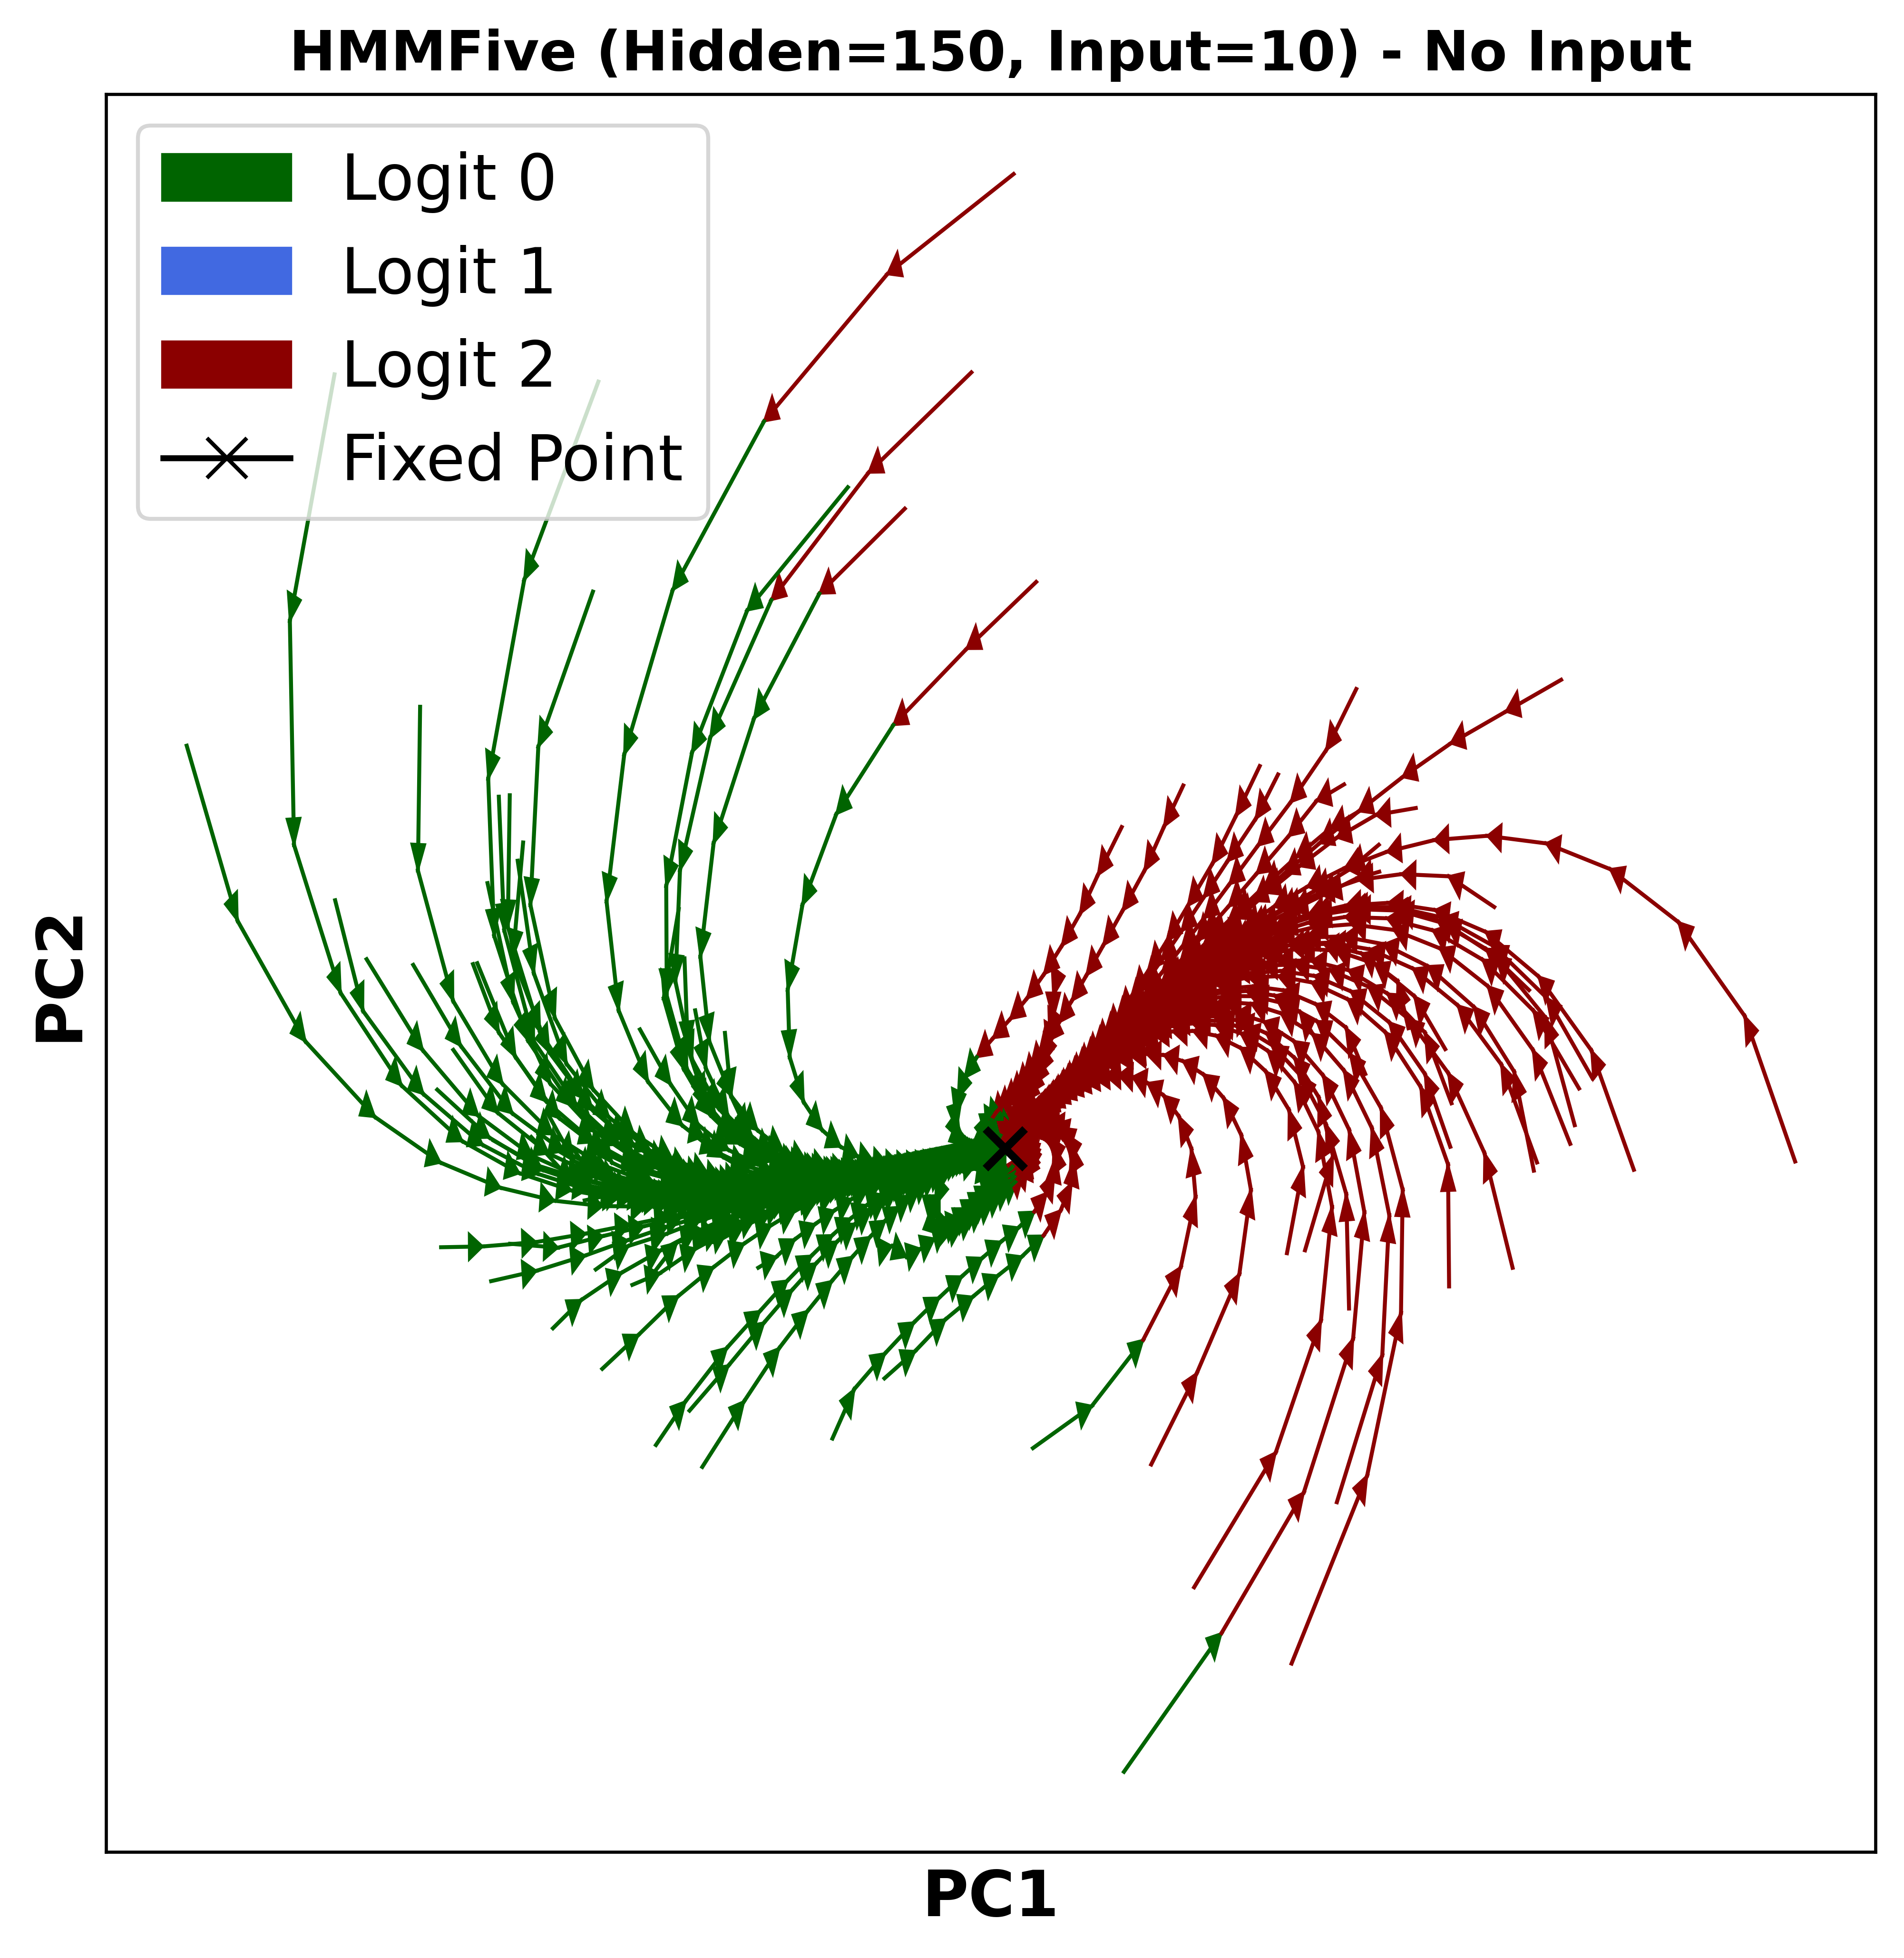 HMMFive (Hidden=150, Input=10) - No Input
Logit 0
Logit 1
Logit 2
Fixed Point
PC2
PC1